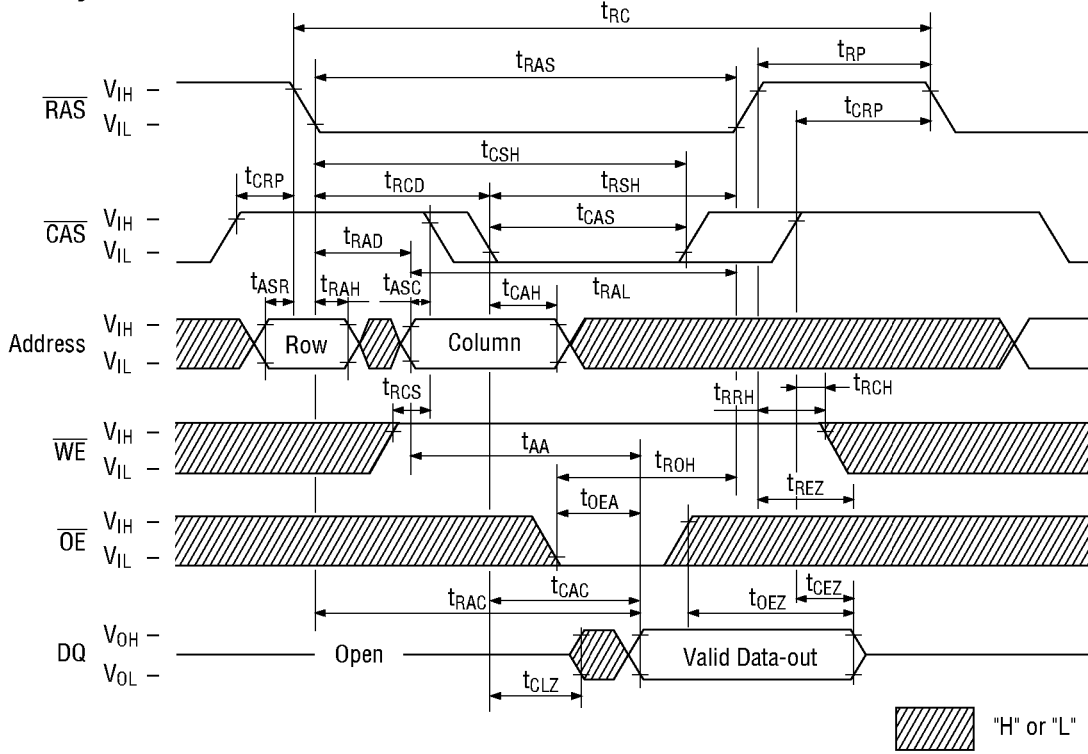 tRC
tRAS
tRP
RAS
VIH
VIL
tCRP
tCSH
tCRP
tRCD
tRSH
CAS
VIH
VIL
tCAS
tRAD
tRAL
tASR
tRAH
tASC
tCAH
Address
VIH
VIL
Row
Column
tRCS
tRRH
tRCH
WE
VIH
VIL
tAA
tROH
tREZ
tOEA
OE
VIH
VIL
tCAC
tCEZ
tRAC
tOEZ
DQ
VOH
VOL
Open
Valid Data-out
tCLZ
"H" or "L"